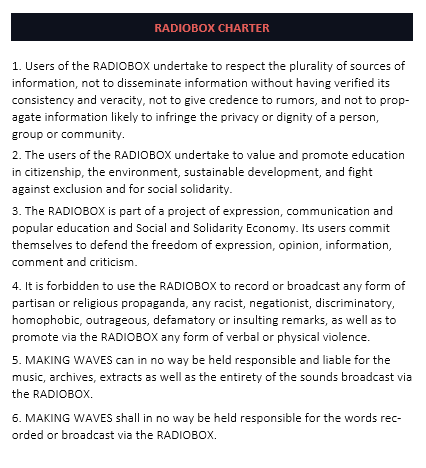 RADIOBOX CHARTER
1. Users of the RADIOBOX undertake to respect the plurality of sources of
information, not to disseminate information without having verified its
consistency and veracity, not to give credence to rumors, and not to prop-
agate information likely to infringe the privacy or dignity of a person,
group or community.
2. The users of the RADIOBOX undertake to value and promote education
in citizenship, the environment, sustainable development, and fight
against exclusion and for social solidarity.
3. The RADIOBOX is part of a project of expression, communication and
popular education and Social and Solidarity Economy. Its users commit
themselves to defend the freedom of expression, opinion, information,
comment and criticism.
4. It is forbidden to use the RADIOBOX to record or broadcast any form of
partisan or religious propaganda, any racist, negationist, discriminatory,
homophobic, outrageous, defamatory or insulting remarks, as well as to
promote via the RADIOBOX any form of verbal or physical violence.
5. MAKING WAVES can in no way be held responsible and liable for the
music, archives, extracts as well as the entirety of the sounds broadcast via
the RADIOBOX.
6. MAKING WAVES shall in no way be held responsible for the words rec-
orded or broadcast via the RADIOBOX.